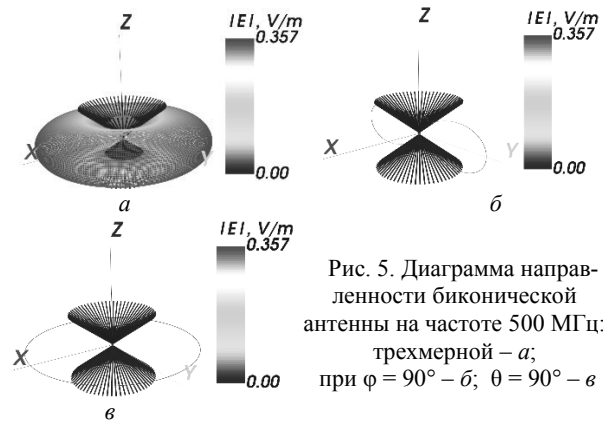 Z
|E|, V/m
0.357
X
Y
0.00
а
Z
|E|, V/m
0.357
X
Y
0.00
б
Z
|E|, V/m
0.357
X
Y
0.00
в
Рис. 5. Диаграмма направ-
ленности биконической
антенны на частоте 500 МГц:
трехмерной – а;
при φ = 90° – б; θ = 90° – в